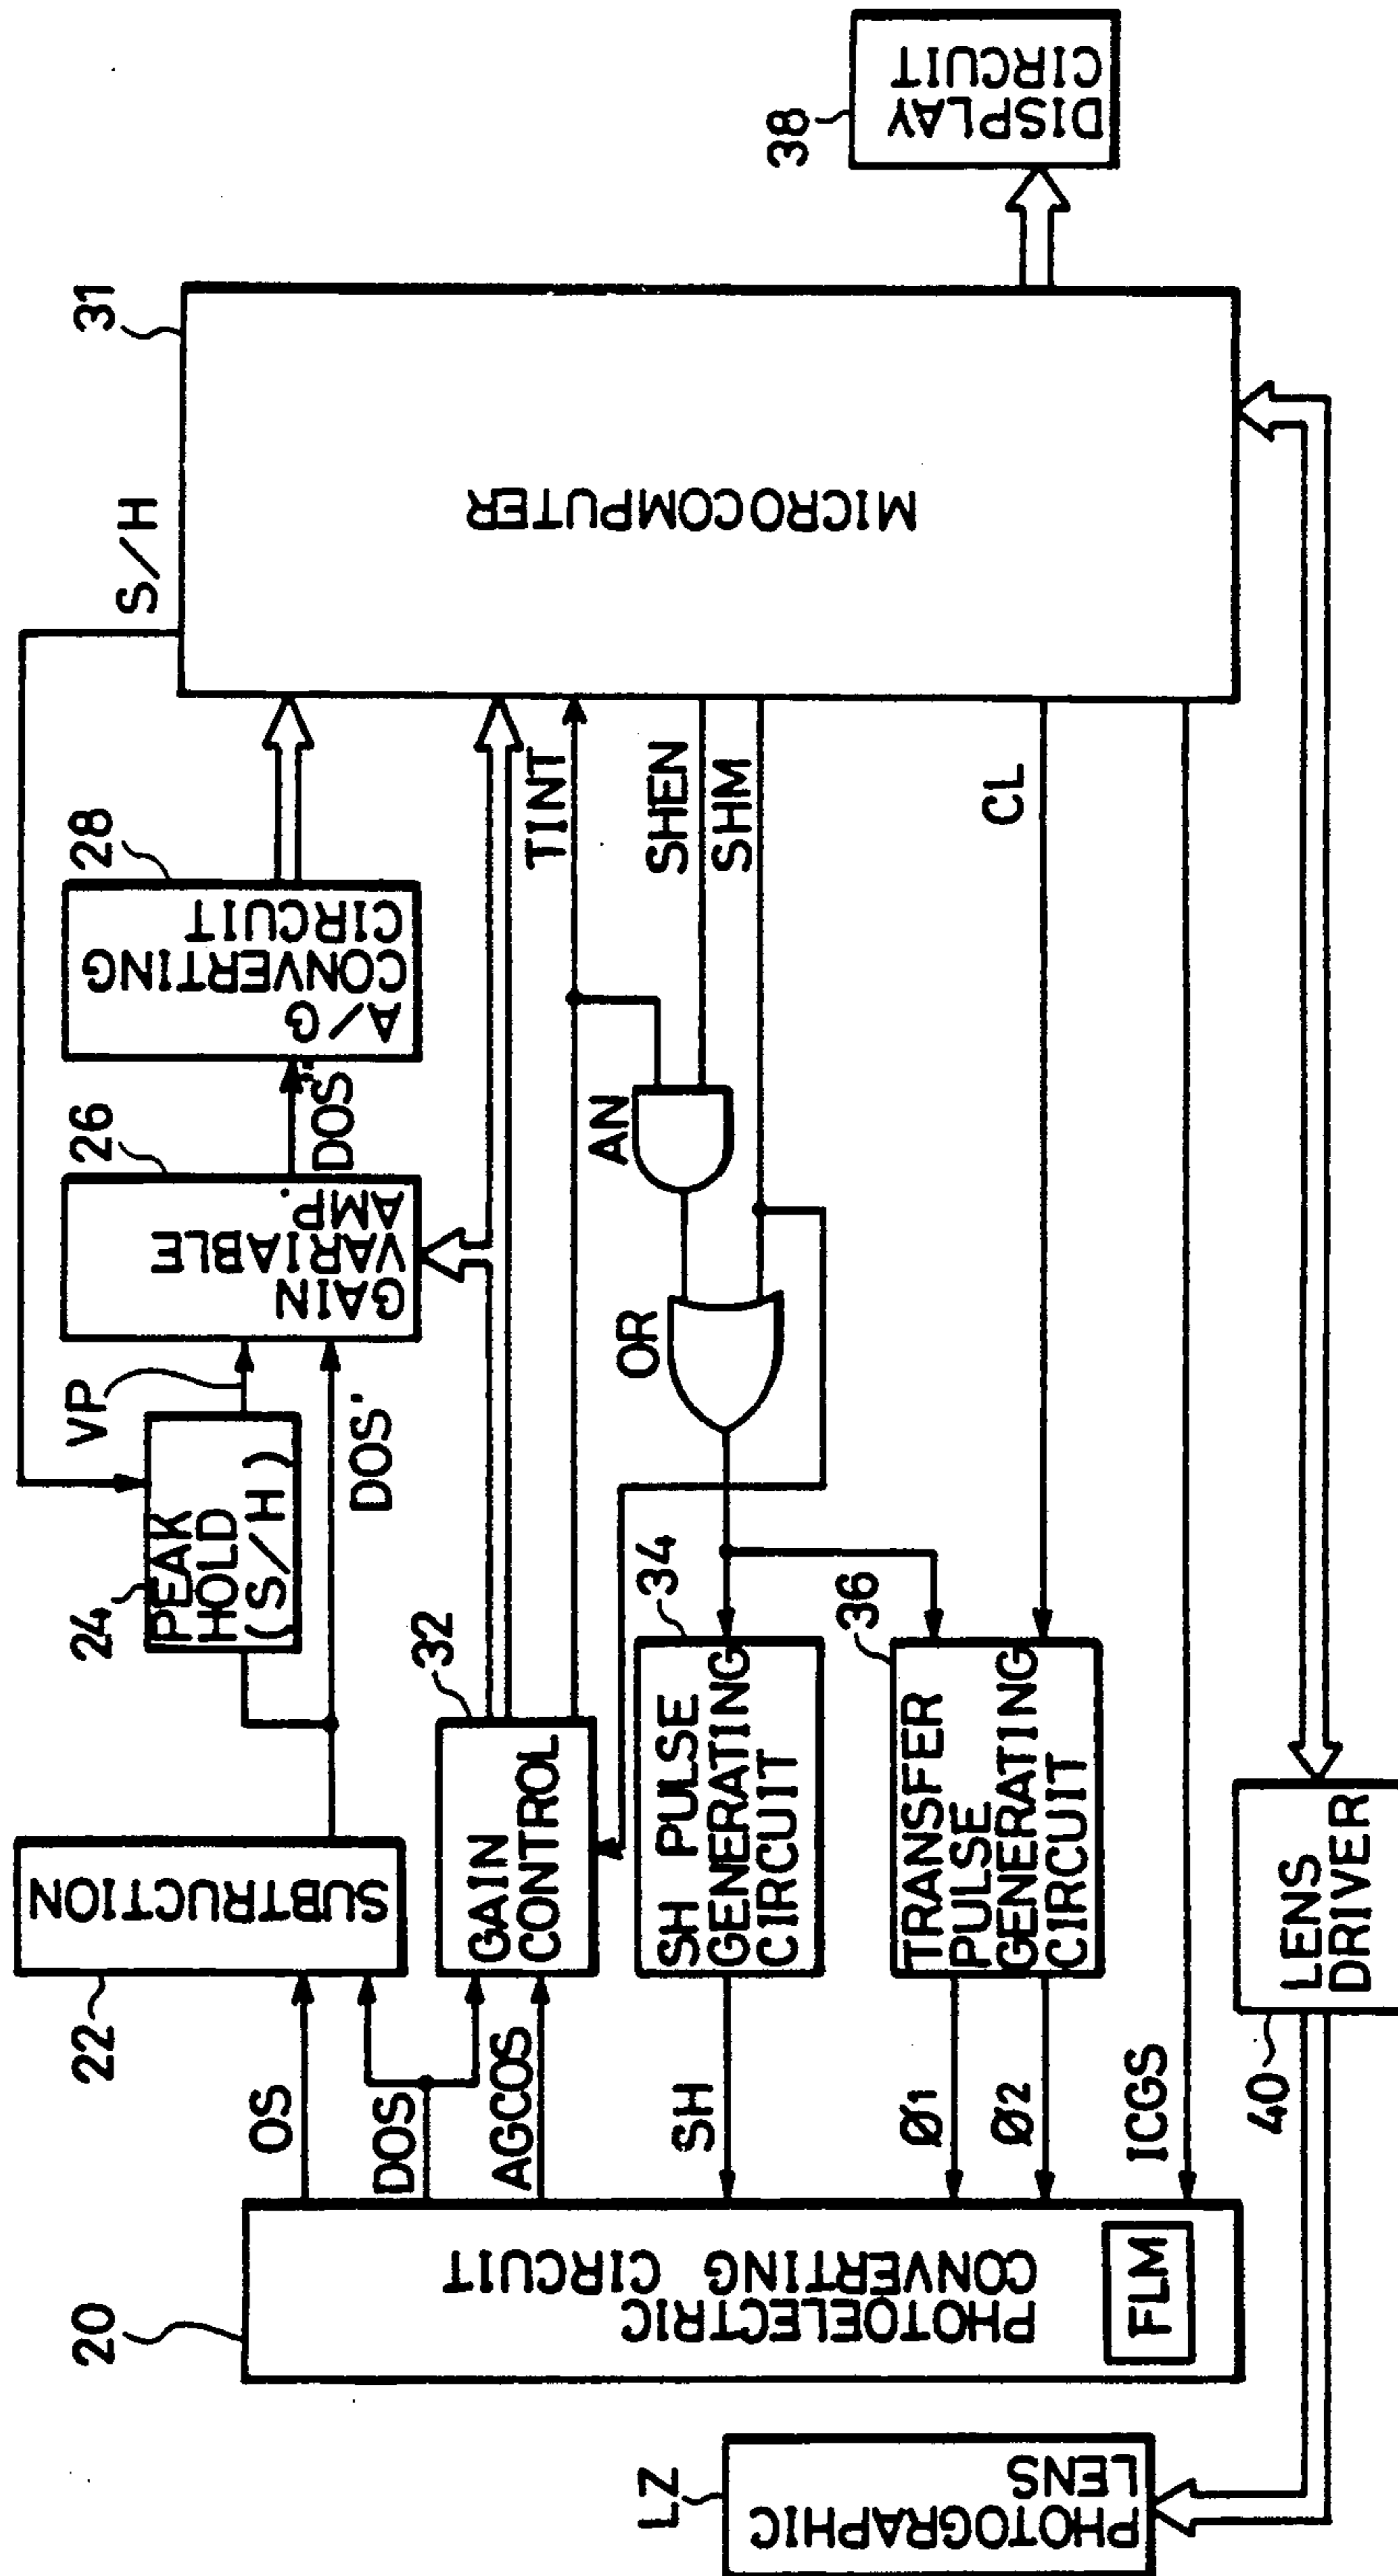 LZ
PHOTOGRAPHIC
LENS
20
PHOTOELECTRIC
CONVERTING CIRCUIT
FLM
OS
DOS
AGCOS
SH
Ø1
Ø2
ICGS
22
SUBTRUCTION
24
PEAK
HOLD
(S/H)
VP
DOS'
26
GAIN
VARIABLE
AMP.
DOS"
28
A/G
CONVERTING
CIRCUIT
S/H
31
MICROCOMPUTER
32
GAIN
CONTROL
TINT
AN
SHEN
SHM
OR
34
SH PULSE
GENERATING
CIRCUIT
36
TRANSFER
PULSE
GENERATING
CIRCUIT
CL
38
DISPLAY
CIRCUIT
40
LENS
DRIVER